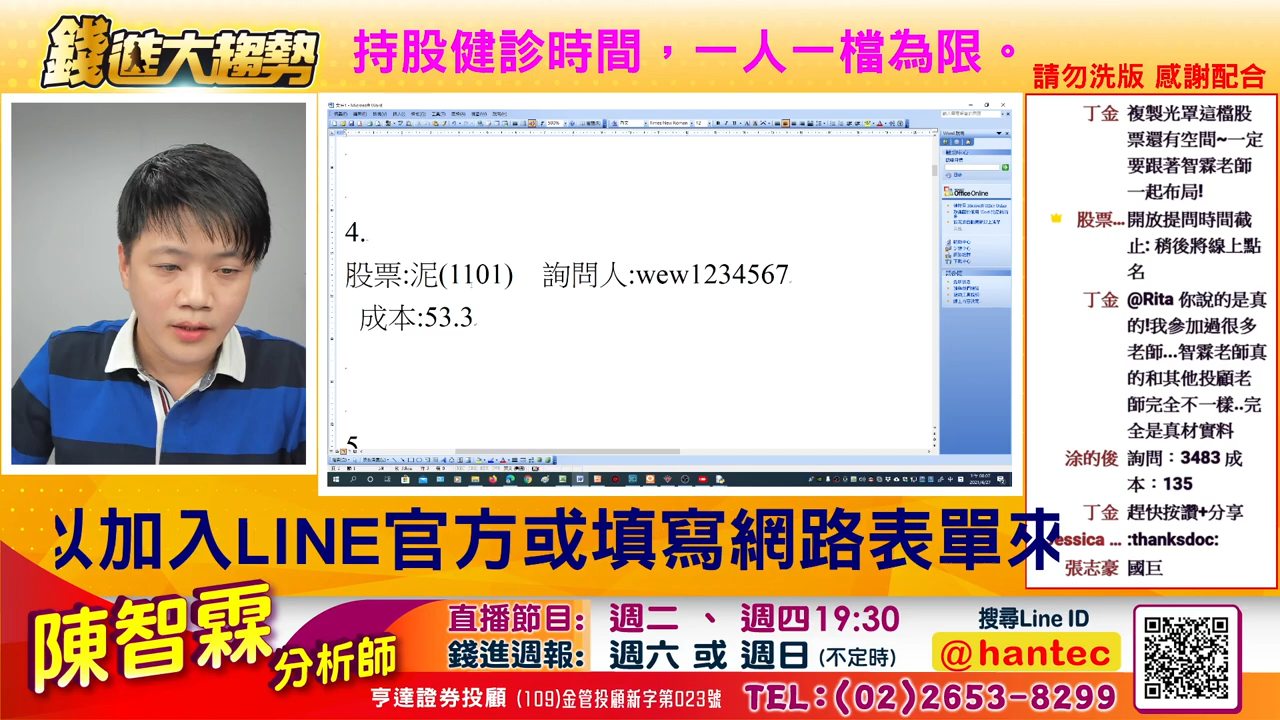 錢進大趨勢
持股健診時間，一人一檔為限。
請勿洗版 感謝配合
4.
股票:泥(1101) 詢問人:wew1234567
成本:53.3
5
Office Online
丁金 複製光罩這檔股
票還有空間~一定
要跟著智霖老師
一起布局!
股票... 開放提問時間截
止: 稍後將線上點
名
丁金 @Rita 你說的是真
的!我參加過很多
老師...智霖老師真
的和其他投顧老
師完全不一樣..完
全是真材實料
涂的俊 詢問：3483 成
本：135
丁金 趕快按讚+分享
essica ... :thanksdoc:
張志豪 國巨
以加入LINE官方或填寫網路表單來
陳智霖 分析師
直播節目: 週二 、 週四19:30
錢進週報: 週六 或 週日 (不定時)
搜尋Line ID
@hantec
亨達證券投顧 (109)金管投顧新字第023號
TEL:(02)2653-8299